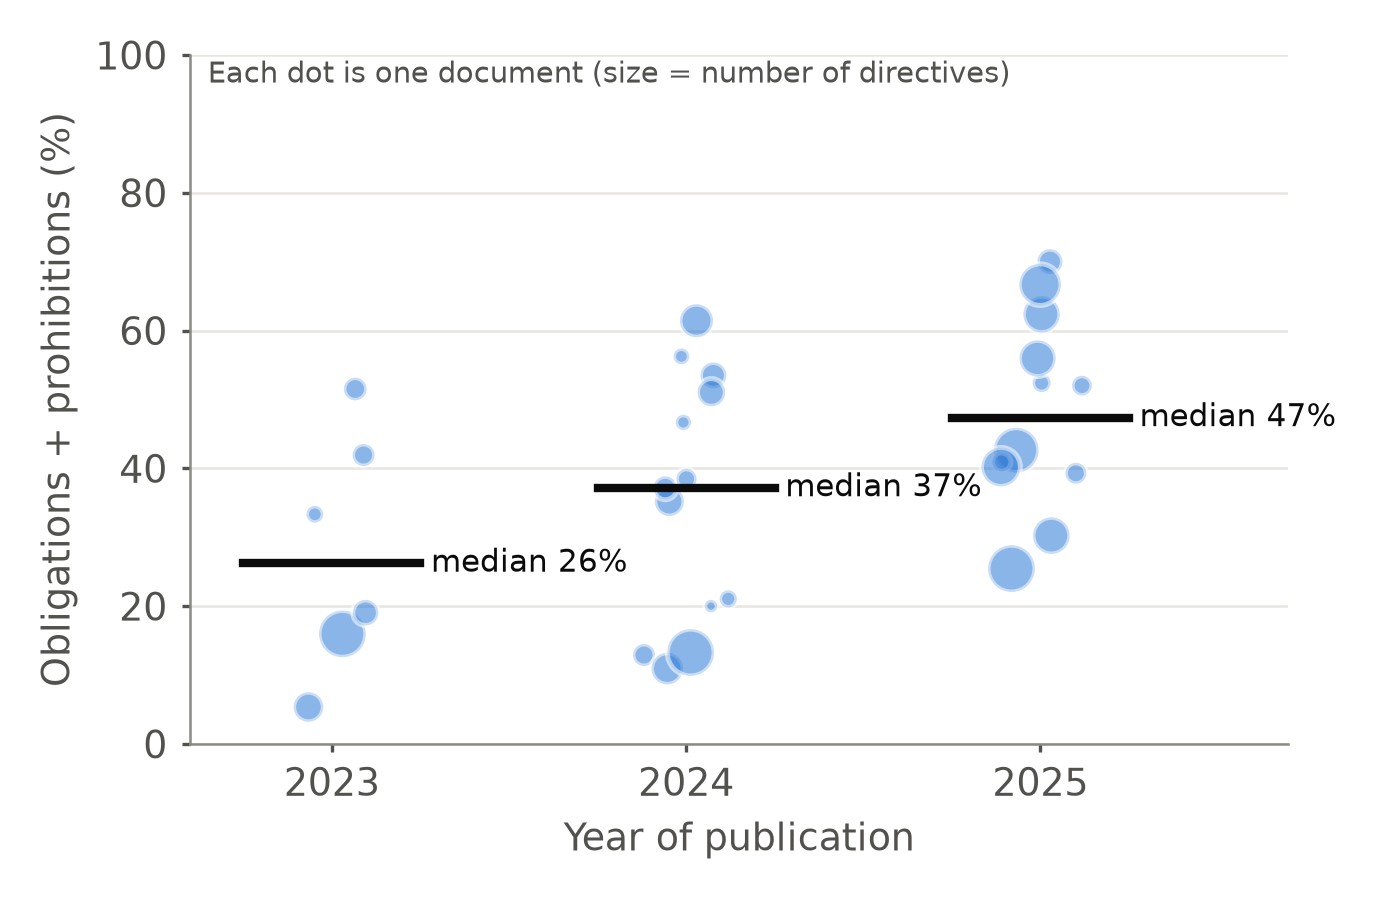 Each dot is one document (size = number of directives)
Obligations + prohibitions (%)
100
80
60
40
20
0
median 26%
median 37%
median 47%
2023
2024
2025
Year of publication